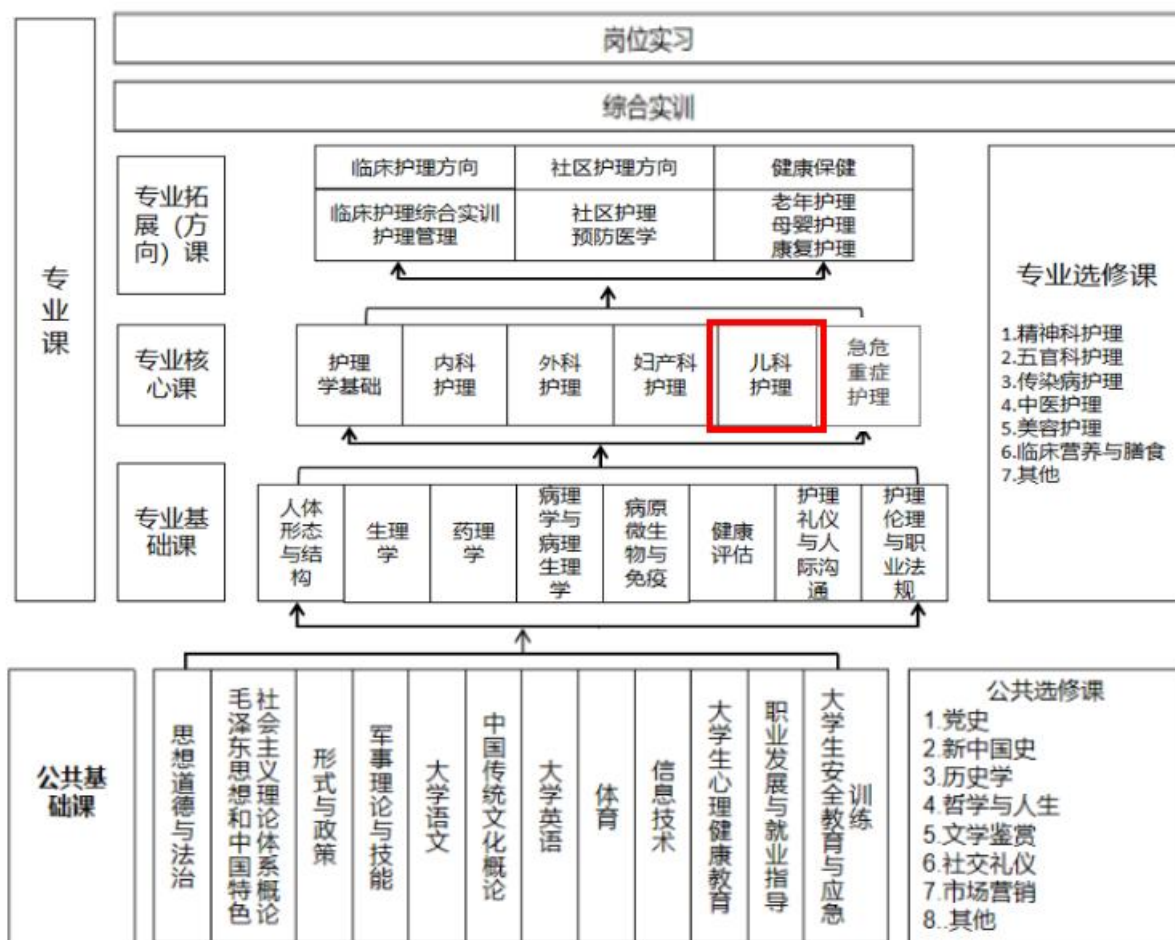 岗位实习
综合实训
专
业
课
专业拓
展（方
向）课
临床护理方向
社区护理方向
健康保健
临床护理综合实训
护理管理
社区护理
预防医学
老年护理
母婴护理
康复护理
专业选修课
1.精神科护理
2.五官科护理
3.传染病护理
4.中医护理
5.美容护理
6.临床营养与膳食
7.其他
专业核
心课
护理
学基础
内科
护理
外科
护理
妇产科
护理
儿科
护理
急危
重症
护理
专业基
础课
人体
形态
与结
构
生理
学
药理
学
病理
学与
病理
生理
学
病原
微生
物与
免疫
健康
评估
护理
礼仪
与人
际沟
通
护理
伦理
与职
业法
规
公共基
础课
思想道德与法治
毛泽东思想和中国特色
社会主义理论体系概论
形式与政策
军事理论与技能
大学语文
中国传统文化概论
大学英语
体育
信息技术
大学生心理健康教育
职业发展与就业指导
大学生安全教育与应急
训练
公共选修课
1.党史
2.新中国史
3.历史学
4.哲学与人生
5.文学鉴赏
6.社交礼仪
7.市场营销
8..其他